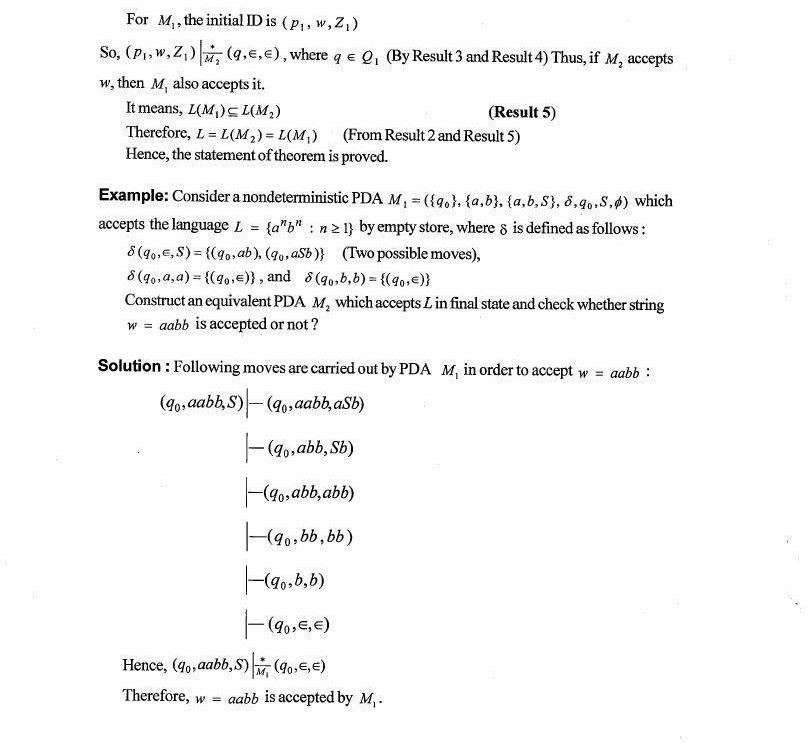 For M₁, the initial ID is (p₁, w, Z₁)
So, (p₁, w, Z₁) |—*M₂ (q,∈,∈), where q ∈ Q₁ (By Result 3 and Result 4) Thus, if M₂ accepts
w, then M₁ also accepts it.
It means, L(M₁) ⊆ L(M₂) (Result 5)
Therefore, L = L(M₂) = L(M₁) (From Result 2 and Result 5)
Hence, the statement of theorem is proved.
Example: Consider a nondeterministic PDA M₁ = ({q₀}, {a,b}, {a,b,S}, δ, q₀, S, ϕ) which
accepts the language L = {aⁿbⁿ : n ≥ 1} by empty store, where δ is defined as follows :
δ(q₀,∈,S) = {(q₀,ab), (q₀,aSb)} (Two possible moves),
δ(q₀,a,a) = {(q₀,∈)}, and δ(q₀,b,b) = {(q₀,∈)}
Construct an equivalent PDA M₂ which accepts L in final state and check whether string
w = aabb is accepted or not ?
Solution : Following moves are carried out by PDA M₁ in order to accept w = aabb :
(q₀,aabb,S) |— (q₀,aabb,aSb)
|— (q₀,abb,Sb)
|— (q₀,abb,abb)
|— (q₀,bb,bb)
|— (q₀,b,b)
|— (q₀,∈,∈)
Hence, (q₀,aabb,S) |—*M₁ (q₀,∈,∈)
Therefore, w = aabb is accepted by M₁.